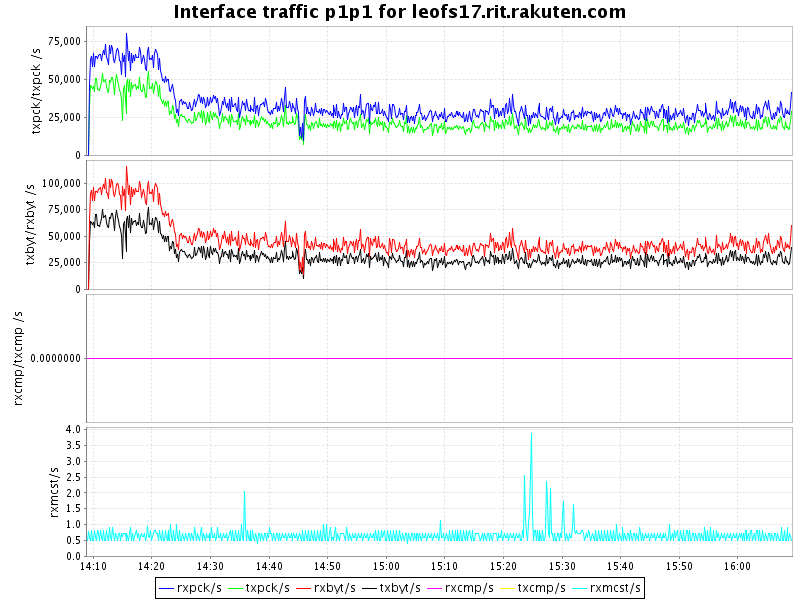 Interface traffic p1p1 for leofs17.rit.rakuten.com
txpck/txpck /s
75,000
50,000
25,000
0
txbyt/rxbyt /s
100,000
75,000
50,000
25,000
0
rxcmp/txcmp /s
0.0000000
rxmcst/s
4.0
3.5
3.0
2.5
2.0
1.5
1.0
0.5
0.0
14:10 14:20 14:30 14:40 14:50 15:00 15:10 15:20 15:30 15:40 15:50 16:00
rxpck/s txpck/s rxbyt/s txbyt/s rxcmp/s txcmp/s rxmcst/s